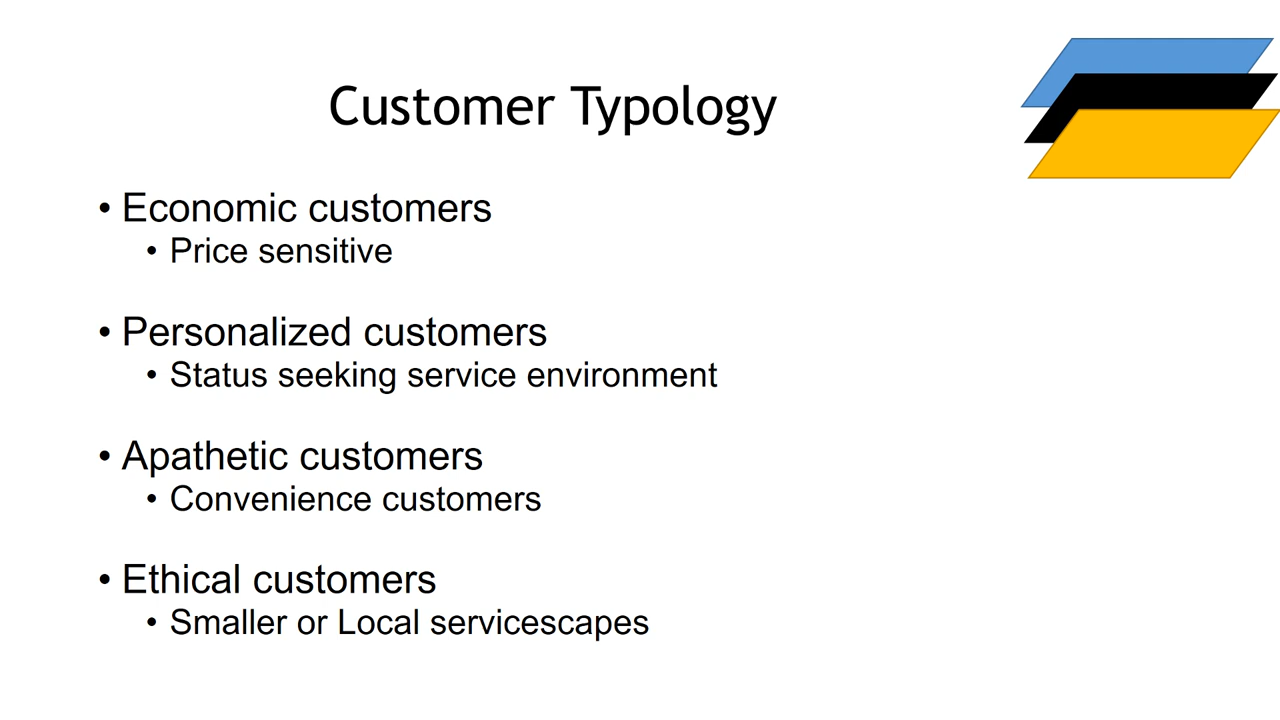 Customer Typology
• Economic customers
• Price sensitive
• Personalized customers
• Status seeking service environment
• Apathetic customers
• Convenience customers
• Ethical customers
• Smaller or Local servicescapes